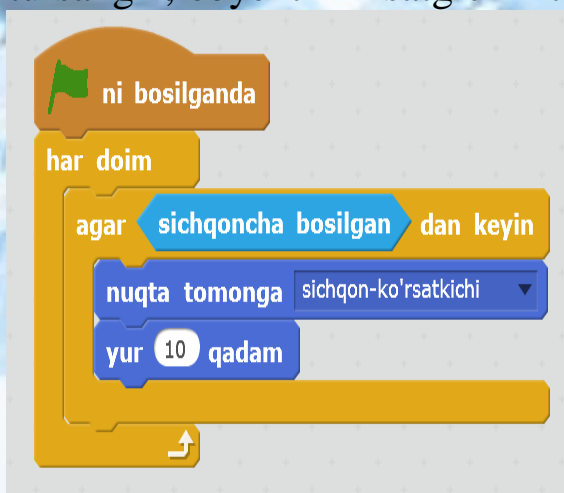 ni bosilganda
har doim
agar sichqoncha bosilgan dan keyin
nuqta tomonga sichqon-ko'rsatkichi
yur 10 qadam